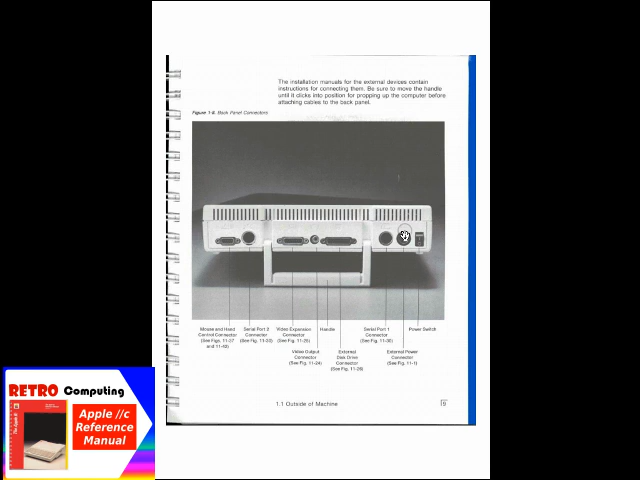 The installation manuals for the external devices contain
instructions for connecting them. Be sure to move the handle
until it clicks into position for propping up the computer before
attaching cables to the back panel.
Figure 1-8. Back Panel Connectors
Mouse and Hand
Control Connector
(See Figs. 11-27
and 11-40)
Serial Port 2
Connector
(See Fig. 11-33)
Video Expansion
Connector
(See Fig. 11-25)
Handle
Serial Port 1
Connector
(See Fig. 11-30)
Power Switch
Video Output
Connector
(See Fig. 11-24)
External
Disk Drive
Connector
(See Fig. 11-26)
External Power
Connector
(See Fig. 11-1)
1.1 Outside of Machine
RETRO Computing
Apple //c
Reference
Manual